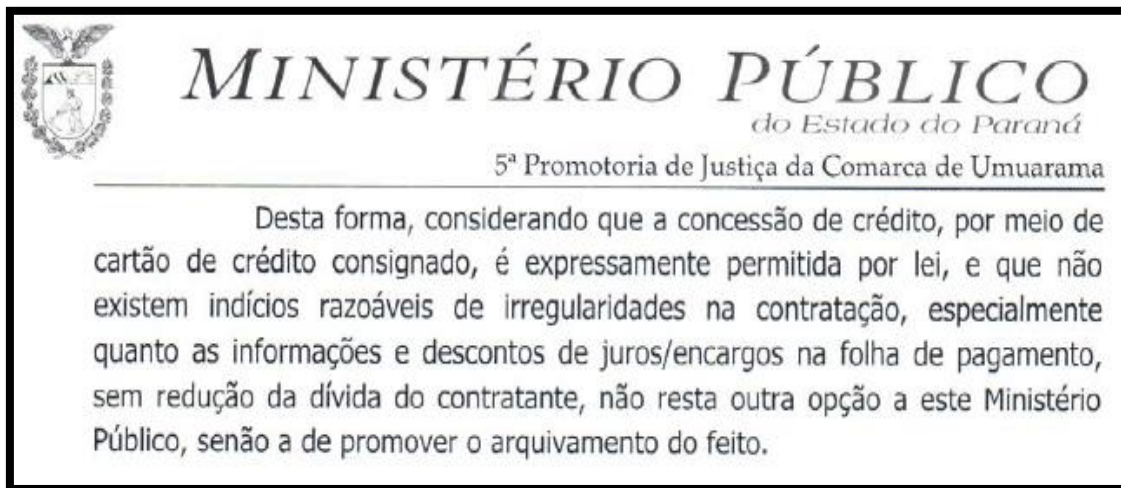 MINISTÉRIO PÚBLICO
do Estado do Paraná
5ª Promotoria de Justiça da Comarca de Umuarama
Desta forma, considerando que a concessão de crédito, por meio de
cartão de crédito consignado, é expressamente permitida por lei, e que não
existem indícios razoáveis de irregularidades na contratação, especialmente
quanto as informações e descontos de juros/encargos na folha de pagamento,
sem redução da dívida do contratante, não resta outra opção a este Ministério
Público, senão a de promover o arquivamento do feito.